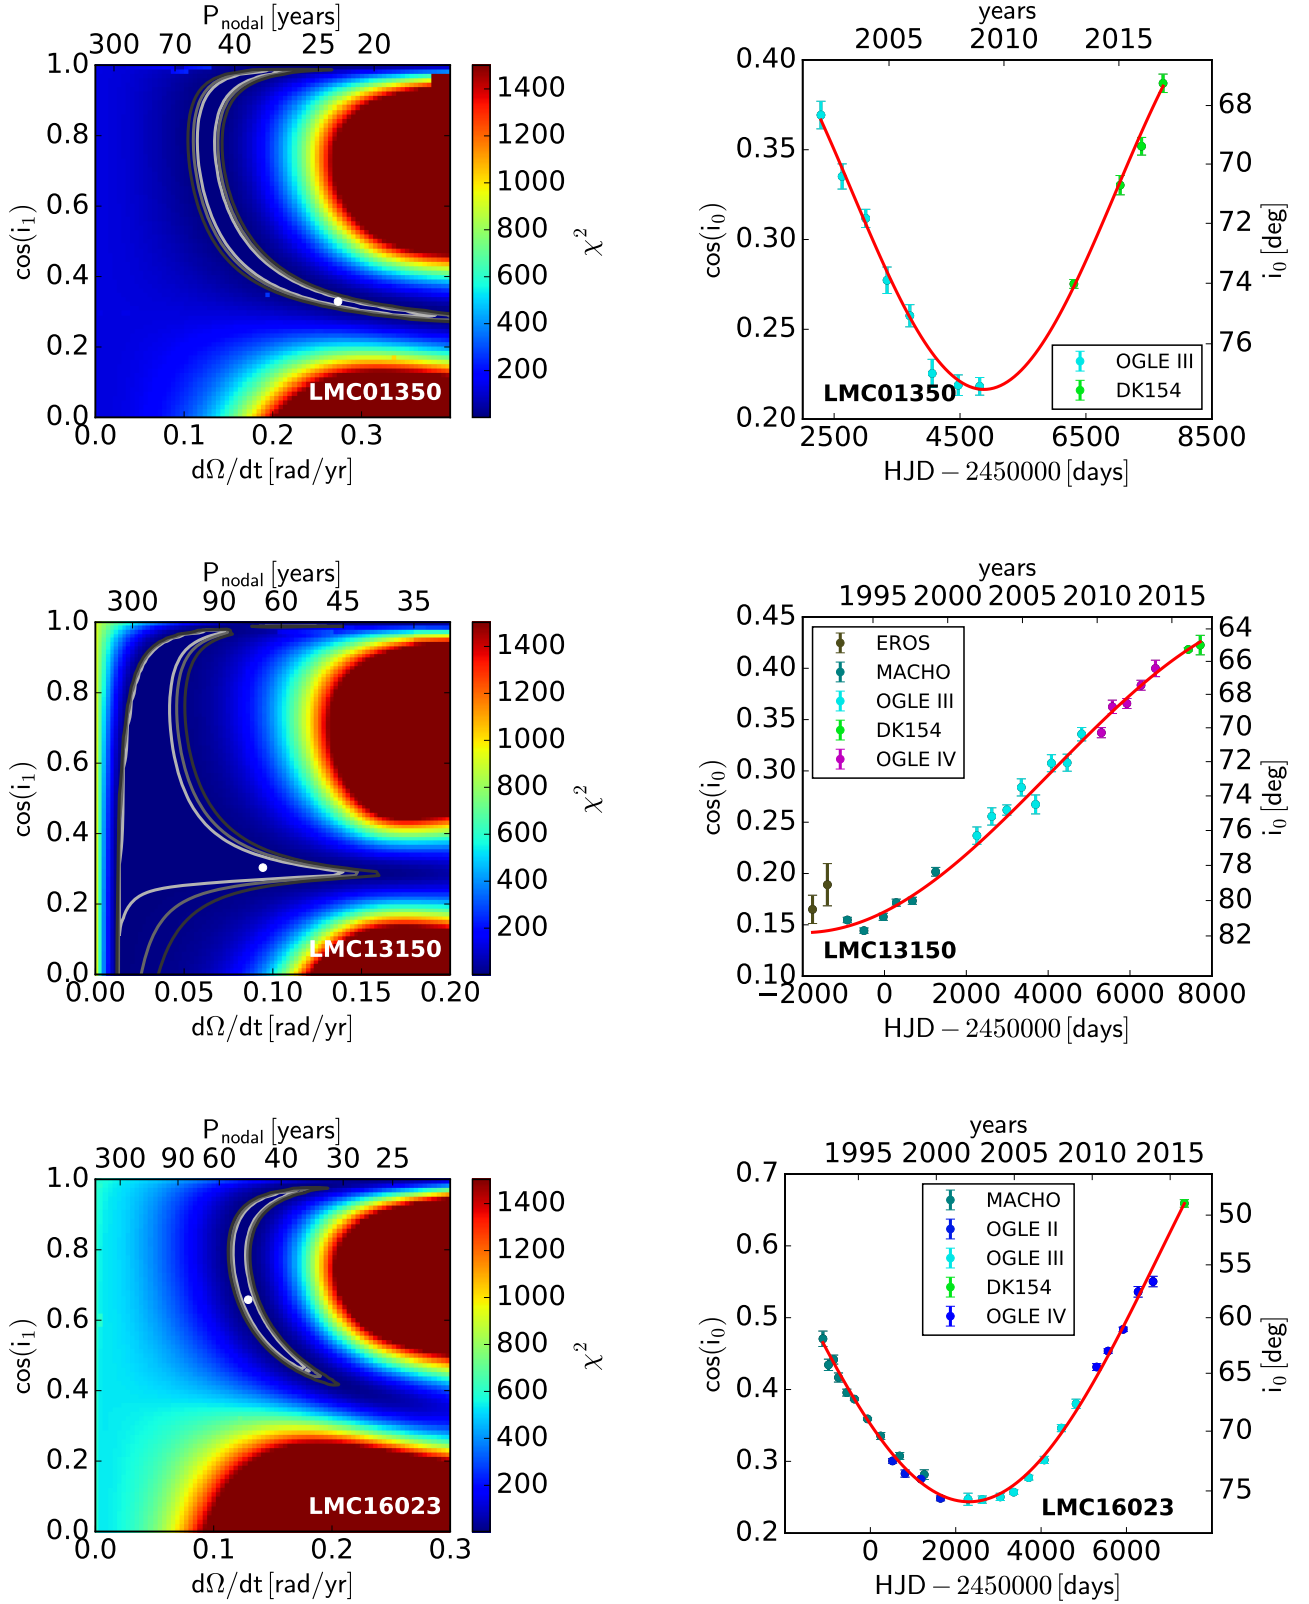 P_nodal [years]
300 70 40 25 20
1.0
0.8
0.6
0.4
0.2
0.0
cos(i₁)
LMC01350
0.0 0.1 0.2 0.3
dΩ/dt [rad/yr]
1400
1200
1000
800
600
400
200
χ²
years
2005 2010 2015
0.40
0.35
0.30
0.25
0.20
cos(i₀)
68
70
72
74
76
i₀ [deg]
OGLE III
DK154
LMC01350
2500 4500 6500 8500
HJD − 2450000 [days]
P_nodal [years]
300 90 60 45 35
1.0
0.8
0.6
0.4
0.2
0.0
cos(i₁)
LMC13150
0.00 0.05 0.10 0.15 0.20
dΩ/dt [rad/yr]
1400
1200
1000
800
600
400
200
χ²
years
1995 2000 2005 2010 2015
0.45
0.40
0.35
0.30
0.25
0.20
0.15
0.10
cos(i₀)
64
66
68
70
72
74
76
78
80
82
i₀ [deg]
EROS
MACHO
OGLE III
DK154
OGLE IV
LMC13150
−2000 0 2000 4000 6000 8000
HJD − 2450000 [days]
P_nodal [years]
300 90 60 40 30 25
1.0
0.8
0.6
0.4
0.2
0.0
cos(i₁)
LMC16023
0.0 0.1 0.2 0.3
dΩ/dt [rad/yr]
1400
1200
1000
800
600
400
200
χ²
years
1995 2000 2005 2010 2015
0.7
0.6
0.5
0.4
0.3
0.2
cos(i₀)
50
55
60
65
70
75
i₀ [deg]
MACHO
OGLE II
OGLE III
DK154
OGLE IV
LMC16023
0 2000 4000 6000
HJD − 2450000 [days]